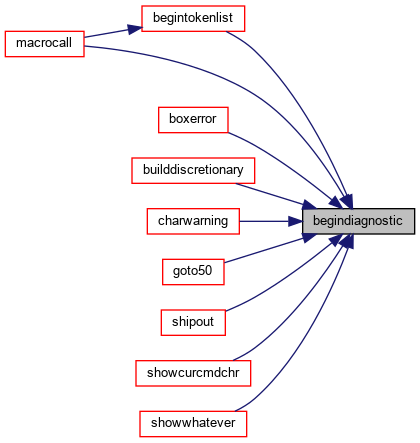 begintokenlist
macrocall
boxerror
builddiscretionary
charwarning
begindiagnostic
goto50
shipout
showcurcmdchr
showwhatever